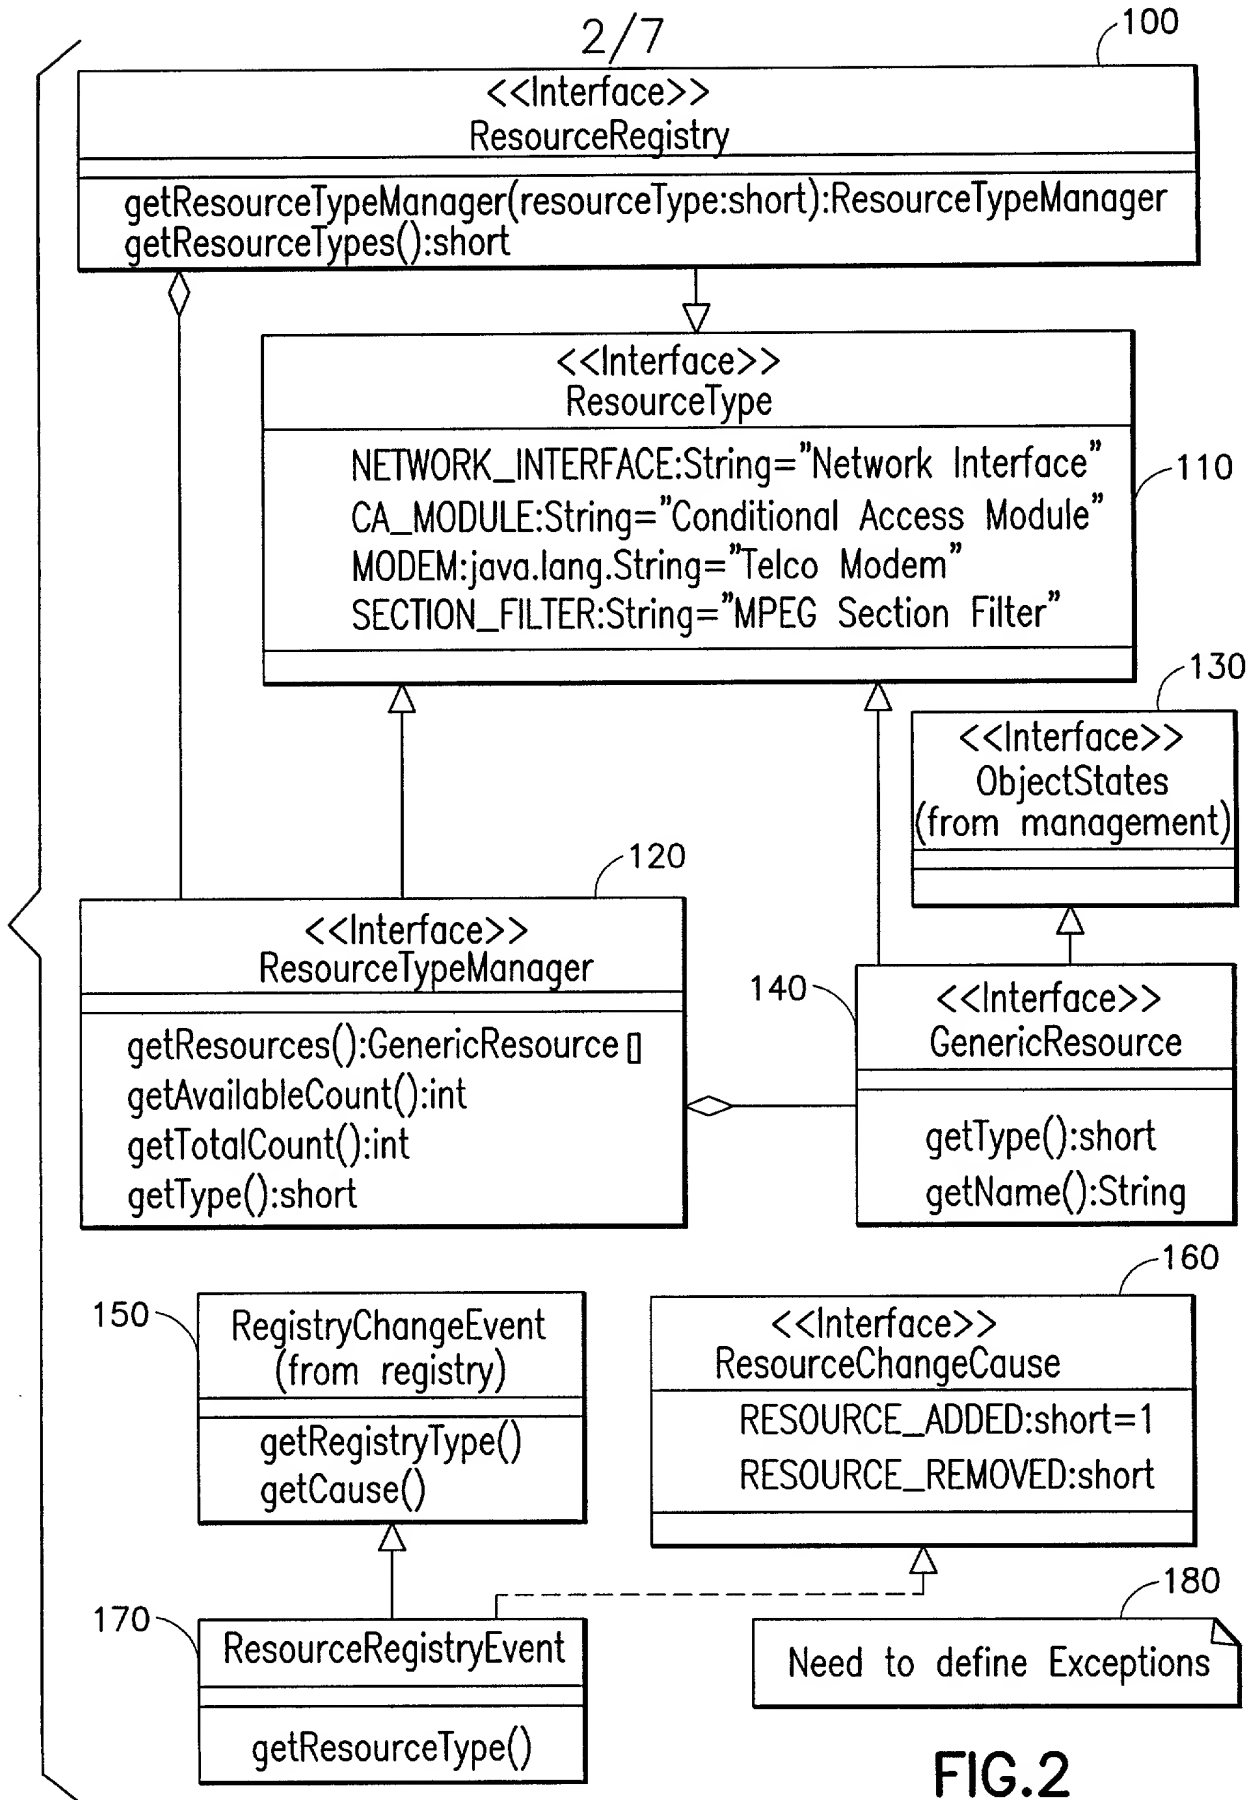 2/7
100
<<Interface>>
ResourceRegistry
getResourceTypeManager(resourceType:short):ResourceTypeManager
getResourceTypes():short
<<Interface>>
ResourceType
NETWORK_INTERFACE:String="Network Interface"
CA_MODULE:String="Conditional Access Module"
MODEM:java.lang.String="Telco Modem"
SECTION_FILTER:String="MPEG Section Filter"
110
130
<<Interface>>
ObjectStates
(from management)
120
<<Interface>>
ResourceTypeManager
getResources():GenericResource []
getAvailableCount():int
getTotalCount():int
getType():short
140
<<Interface>>
GenericResource
getType():short
getName():String
150
RegistryChangeEvent
(from registry)
getRegistryType()
getCause()
160
<<Interface>>
ResourceChangeCause
RESOURCE_ADDED:short=1
RESOURCE_REMOVED:short
170
ResourceRegistryEvent
getResourceType()
180
Need to define Exceptions
FIG.2